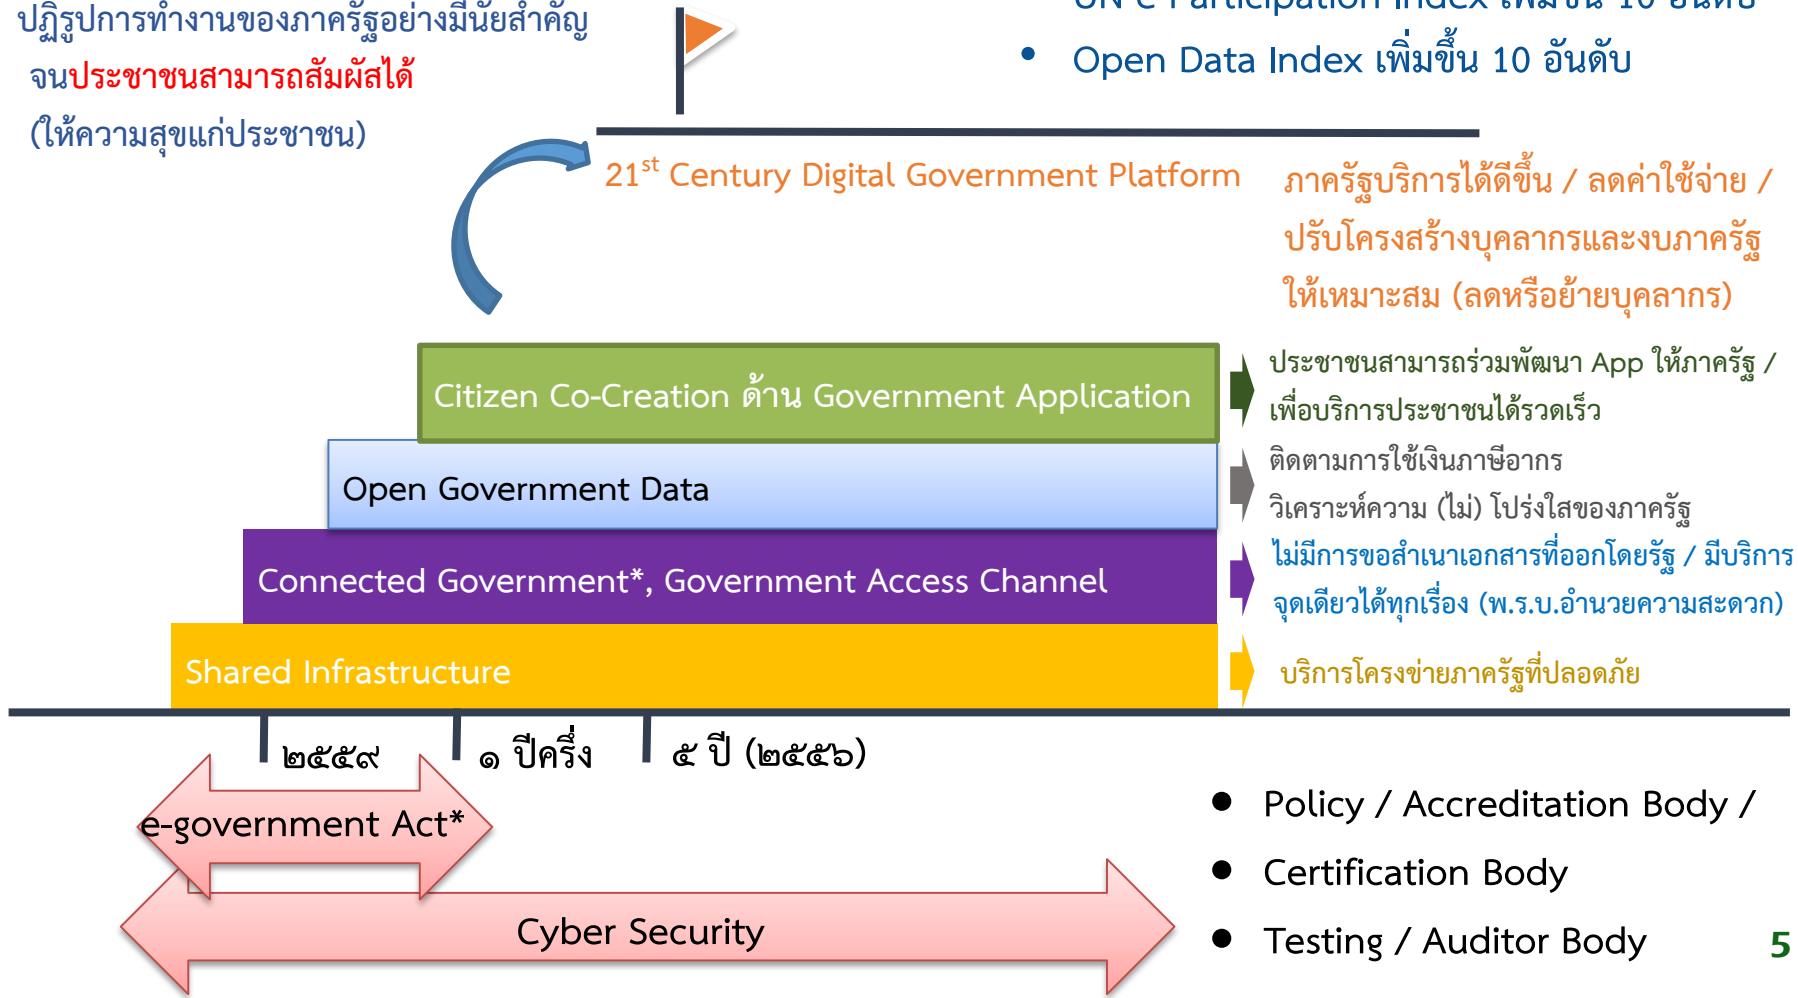 ปฏิรูปการทำงานของภาครัฐอย่างมีนัยสำคัญ
จนประชาชนสามารถสัมผัสได้
(ให้ความสุขแก่ประชาชน)
UN e-Participation Index เพิ่มขึ้น 10 อันดับ
• Open Data Index เพิ่มขึ้น 10 อันดับ
21st Century Digital Government Platform
ภาครัฐบริการได้ดีขึ้น / ลดค่าใช้จ่าย /
ปรับโครงสร้างบุคลากรและงบภาครัฐ
ให้เหมาะสม (ลดหรือย้ายบุคลากร)
Citizen Co-Creation ด้าน Government Application
ประชาชนสามารถร่วมพัฒนา App ให้ภาครัฐ /
เพื่อบริการประชาชนได้รวดเร็ว
Open Government Data
ติดตามการใช้เงินภาษีอากร
วิเคราะห์ความ (ไม่) โปร่งใสของภาครัฐ
Connected Government*, Government Access Channel
ไม่มีการขอสำเนาเอกสารที่ออกโดยรัฐ / มีบริการ
จุดเดียวได้ทุกเรื่อง (พ.ร.บ.อำนวยความสะดวก)
Shared Infrastructure
บริการโครงข่ายภาครัฐที่ปลอดภัย
๒๕๕๙
๑ ปีครึ่ง
๕ ปี (๒๕๕๖)
e-government Act*
Cyber Security
• Policy / Accreditation Body /
• Certification Body
• Testing / Auditor Body
5